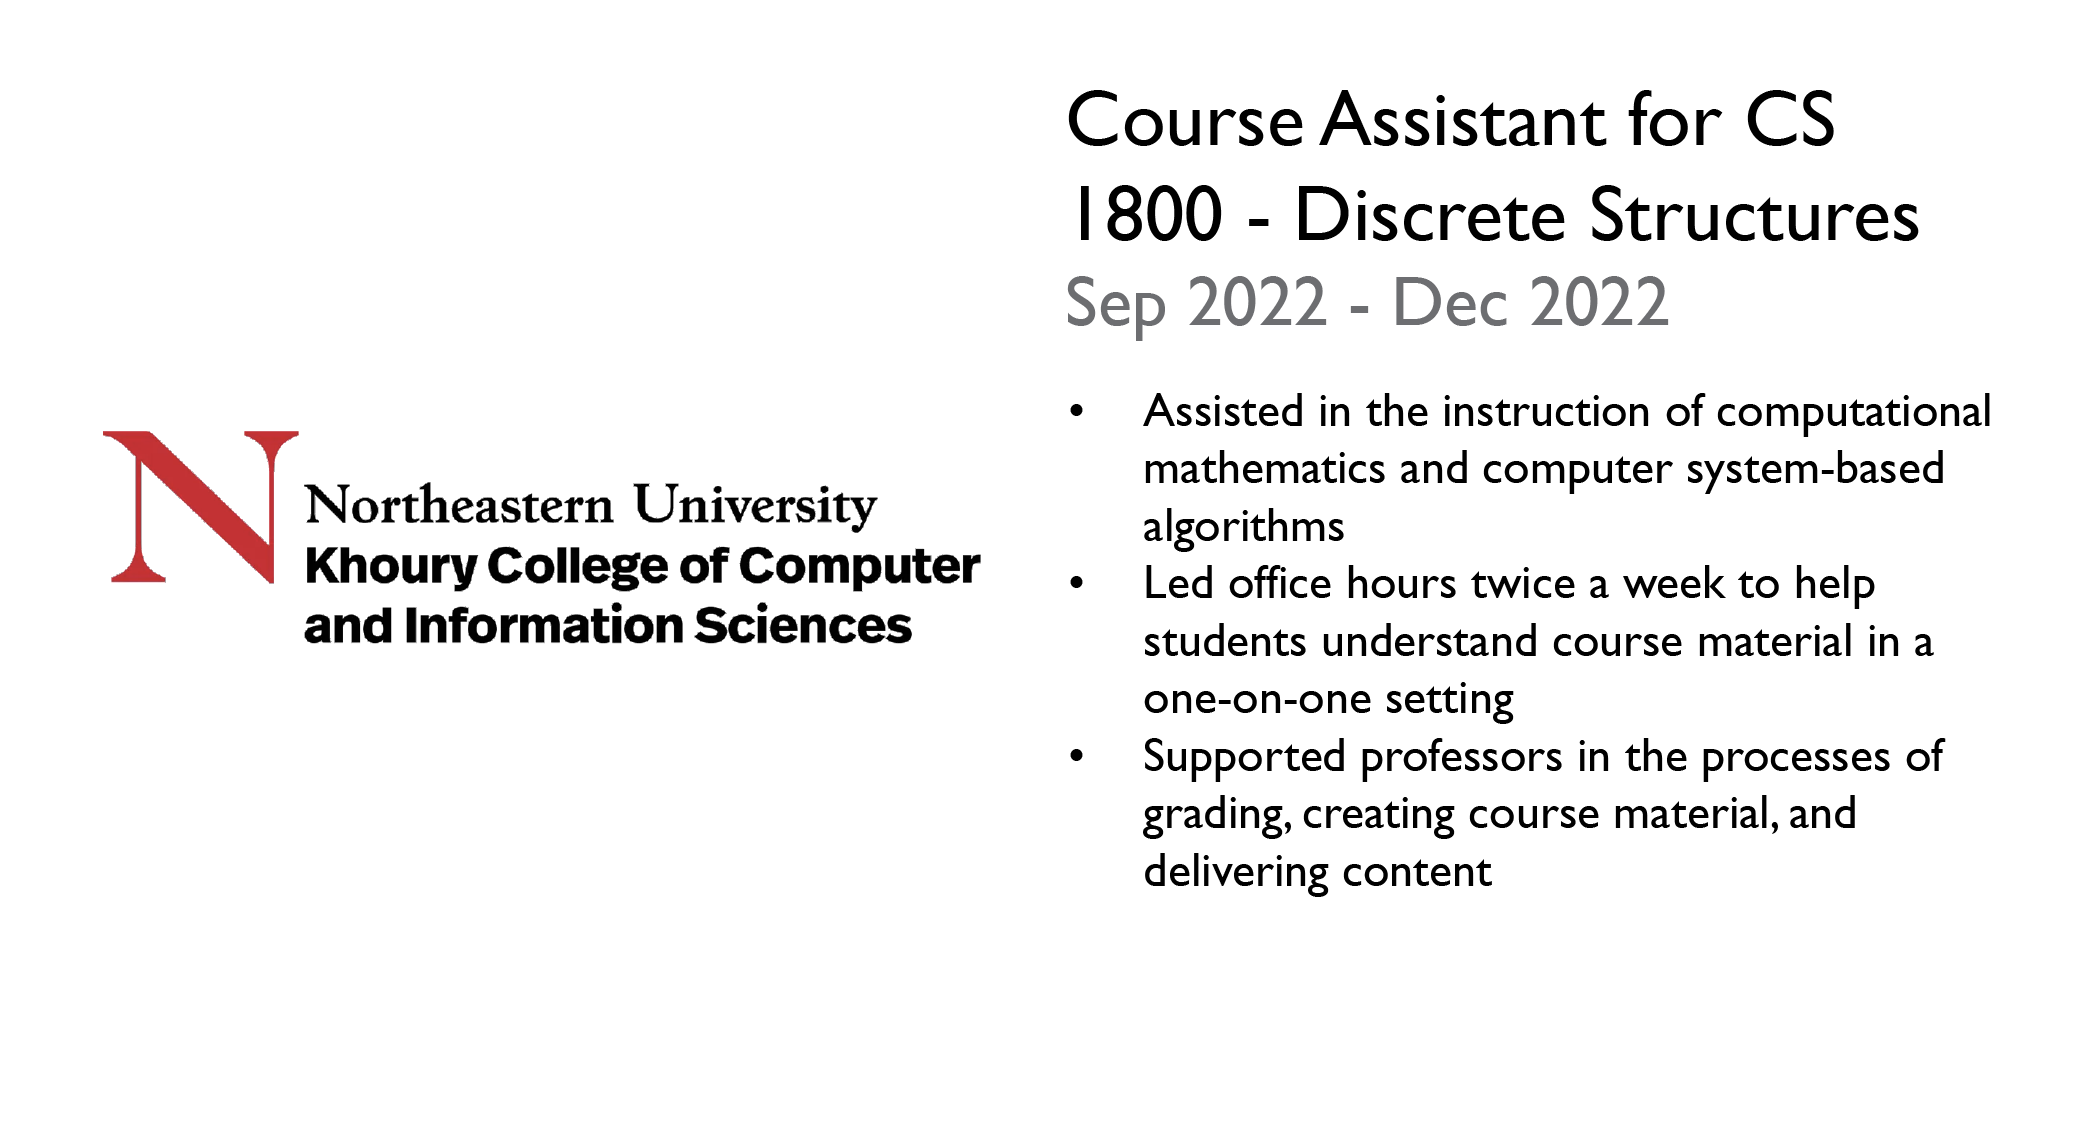 N
Northeastern University
Khoury College of Computer
and Information Sciences
Course Assistant for CS
1800 - Discrete Structures
Sep 2022 - Dec 2022
• Assisted in the instruction of computational
mathematics and computer system-based
algorithms
• Led office hours twice a week to help
students understand course material in a
one-on-one setting
• Supported professors in the processes of
grading, creating course material, and
delivering content